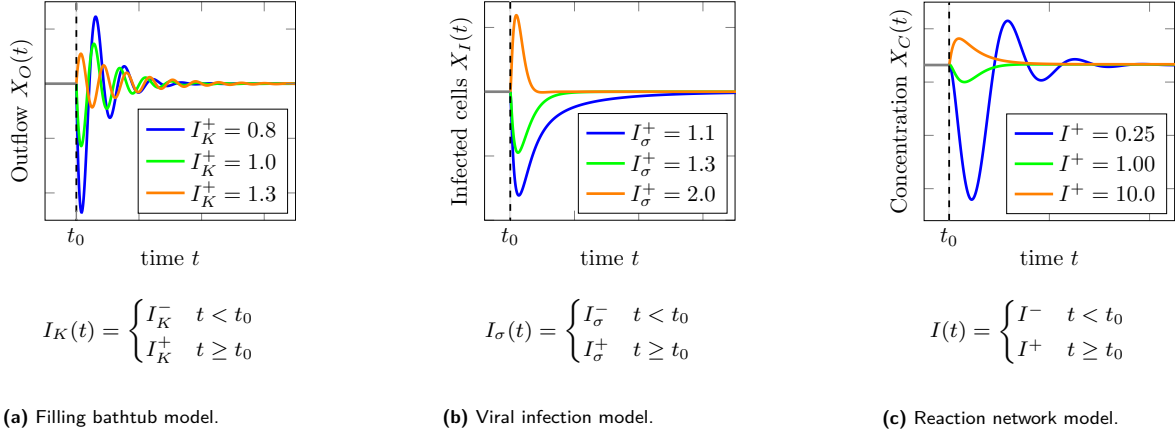 Outflow X_O(t)
I_K^+ = 0.8
I_K^+ = 1.0
I_K^+ = 1.3
t_0
time t
I_K(t) = { I_K^- t < t_0
I_K^+ t ≥ t_0
(a) Filling bathtub model.
Infected cells X_I(t)
I_σ^+ = 1.1
I_σ^+ = 1.3
I_σ^+ = 2.0
t_0
time t
I_σ(t) = { I_σ^- t < t_0
I_σ^+ t ≥ t_0
(b) Viral infection model.
Concentration X_C(t)
I^+ = 0.25
I^+ = 1.00
I^+ = 10.0
t_0
time t
I(t) = { I^- t < t_0
I^+ t ≥ t_0
(c) Reaction network model.